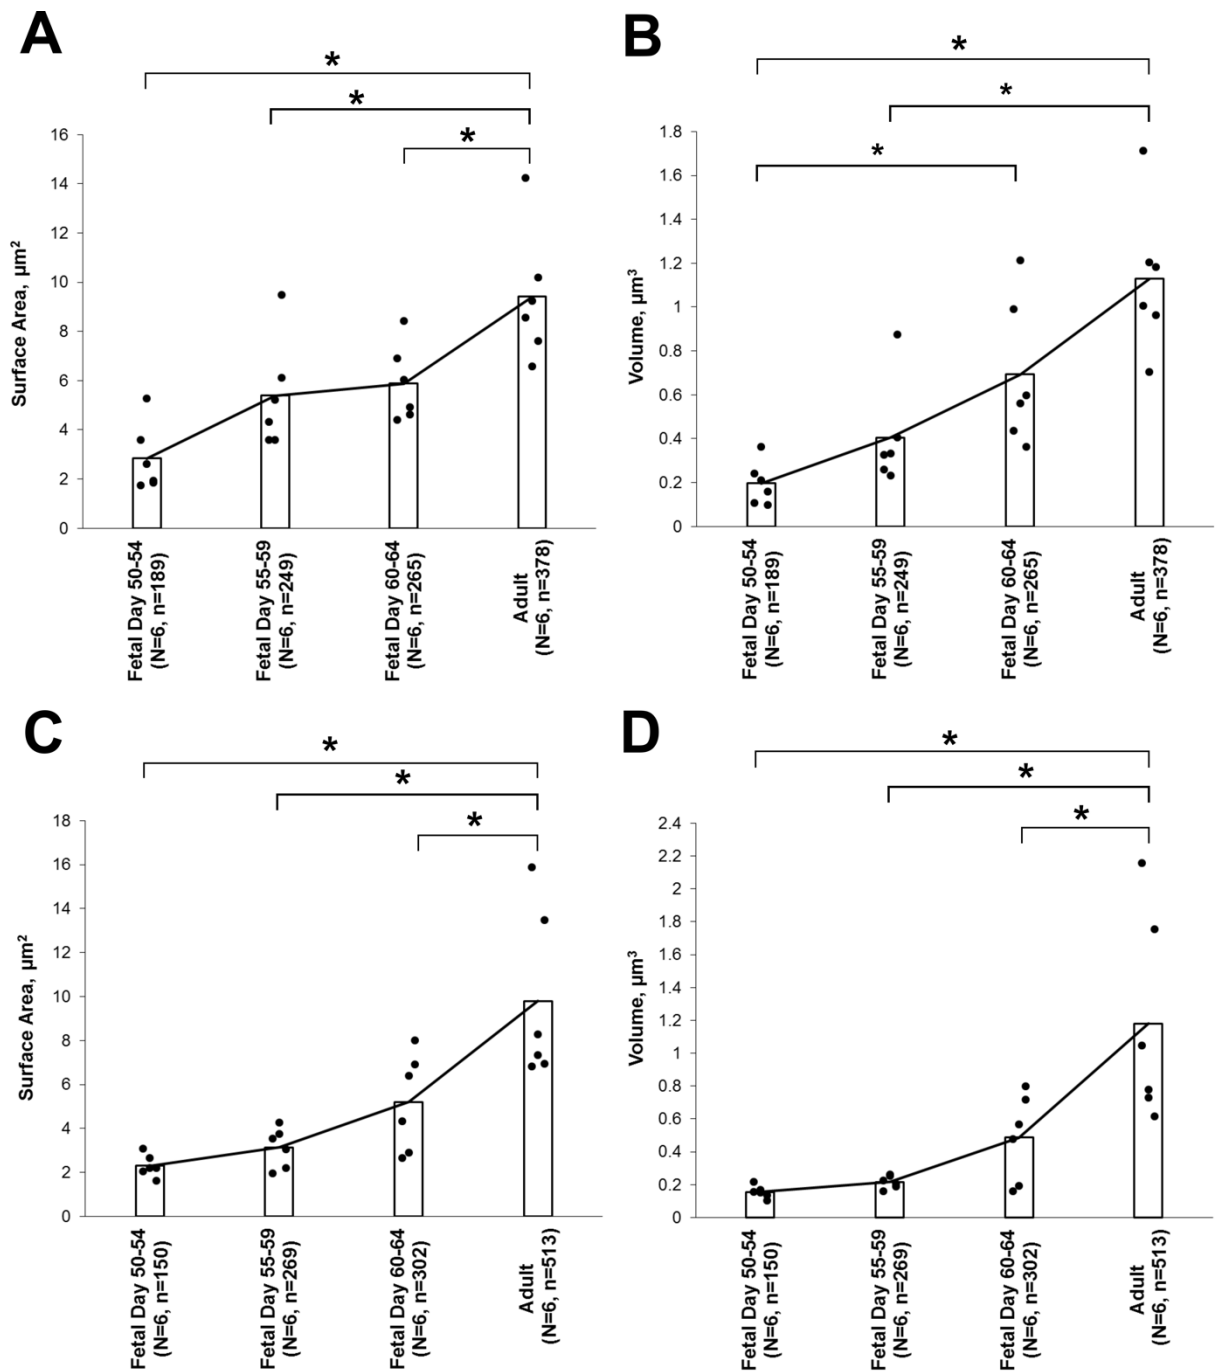 A
*
*
*
16
14
12
10
8
6
4
2
0
Surface Area, µm²
Fetal Day 50-54
(N=6, n=189)
Fetal Day 55-59
(N=6, n=249)
Fetal Day 60-64
(N=6, n=265)
Adult
(N=6, n=378)
B
*
*
*
1.8
1.6
1.4
1.2
1
0.8
0.6
0.4
0.2
0
Volume, µm³
Fetal Day 50-54
(N=6, n=189)
Fetal Day 55-59
(N=6, n=249)
Fetal Day 60-64
(N=6, n=265)
Adult
(N=6, n=378)
C
*
*
*
18
16
14
12
10
8
6
4
2
0
Surface Area, µm²
Fetal Day 50-54
(N=6, n=150)
Fetal Day 55-59
(N=6, n=269)
Fetal Day 60-64
(N=6, n=302)
Adult
(N=6, n=513)
D
*
*
*
2.4
2.2
2
1.8
1.6
1.4
1.2
1
0.8
0.6
0.4
0.2
0
Volume, µm³
Fetal Day 50-54
(N=6, n=150)
Fetal Day 55-59
(N=6, n=269)
Fetal Day 60-64
(N=6, n=302)
Adult
(N=6, n=513)